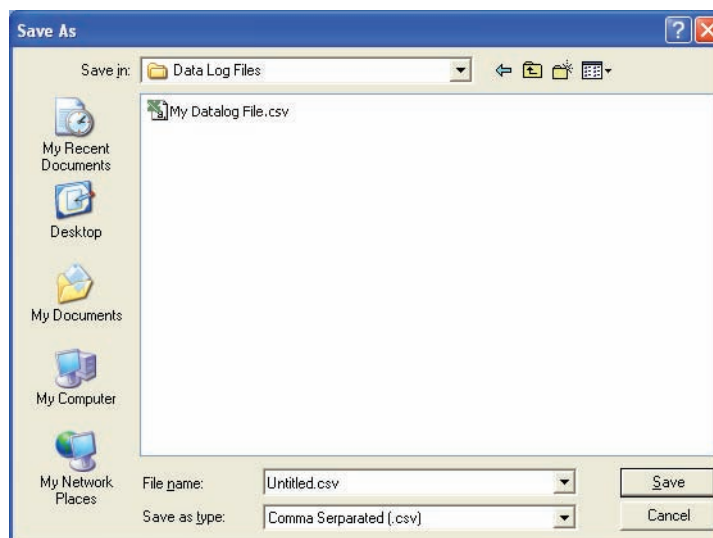 Save As
Save in:
Data Log Files
My Datalog File.csv
My Recent
Documents
Desktop
My Documents
My Computer
My Network
Places
File name:
Untitled.csv
Save
Save as type:
Comma Serparated (.csv)
Cancel